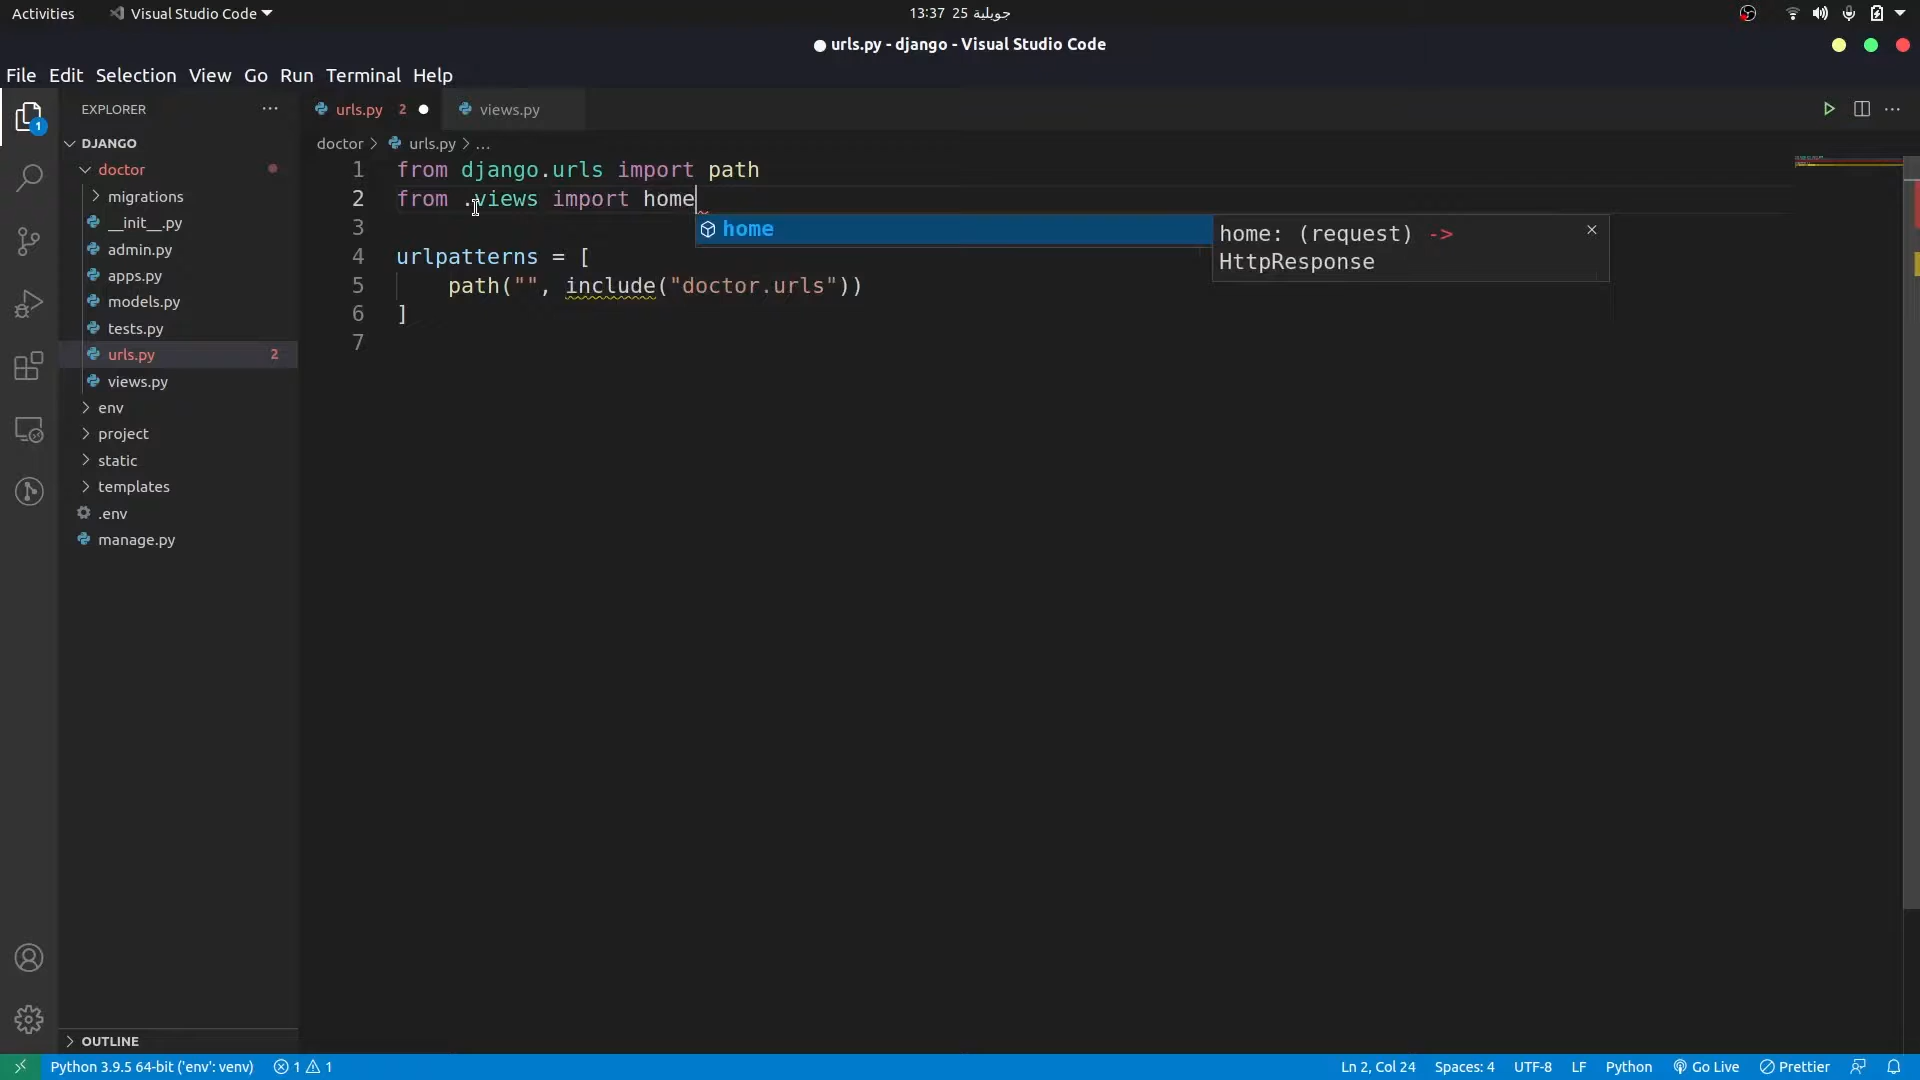 Activities
Visual Studio Code
13:37 25 جويلية
urls.py - django - Visual Studio Code
File Edit Selection View Go Run Terminal Help
EXPLORER
urls.py 2
views.py
DJANGO
doctor
migrations
__init__.py
admin.py
apps.py
models.py
tests.py
urls.py 2
views.py
env
project
static
templates
.env
manage.py
OUTLINE
1
doctor > urls.py > ...
1 from django.urls import path
2 from .views import home
3
4 urlpatterns = [
5 path("", include("doctor.urls"))
6 ]
7
home
home: (request) ->
HttpResponse
Python 3.9.5 64-bit ('env': venv) 1 1
Ln 2, Col 24 Spaces: 4 UTF-8 LF Python Go Live Prettier